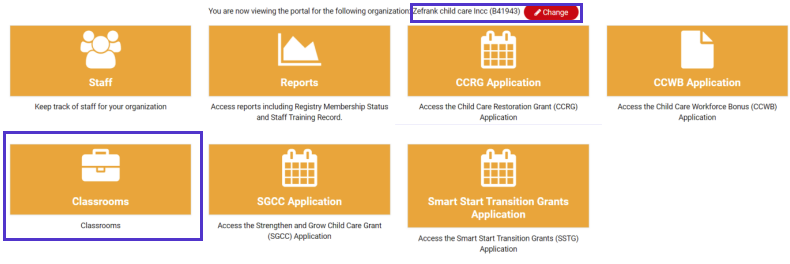 You are now viewing the portal for the following organization: Zefrank child care Incc (B41943) Change
Staff
Keep track of staff for your organization
Reports
Access reports including Registry Membership Status
and Staff Training Record.
CCRG Application
Access the Child Care Restoration Grant (CCRG)
Application
CCWB Application
Access the Child Care Workforce Bonus (CCWB)
Application
Classrooms
Classrooms
SGCC Application
Access the Strengthen and Grow Child Care Grant
(SGCC) Application
Smart Start Transition Grants
Application
Access the Smart Start Transition Grants (SSTG)
Application